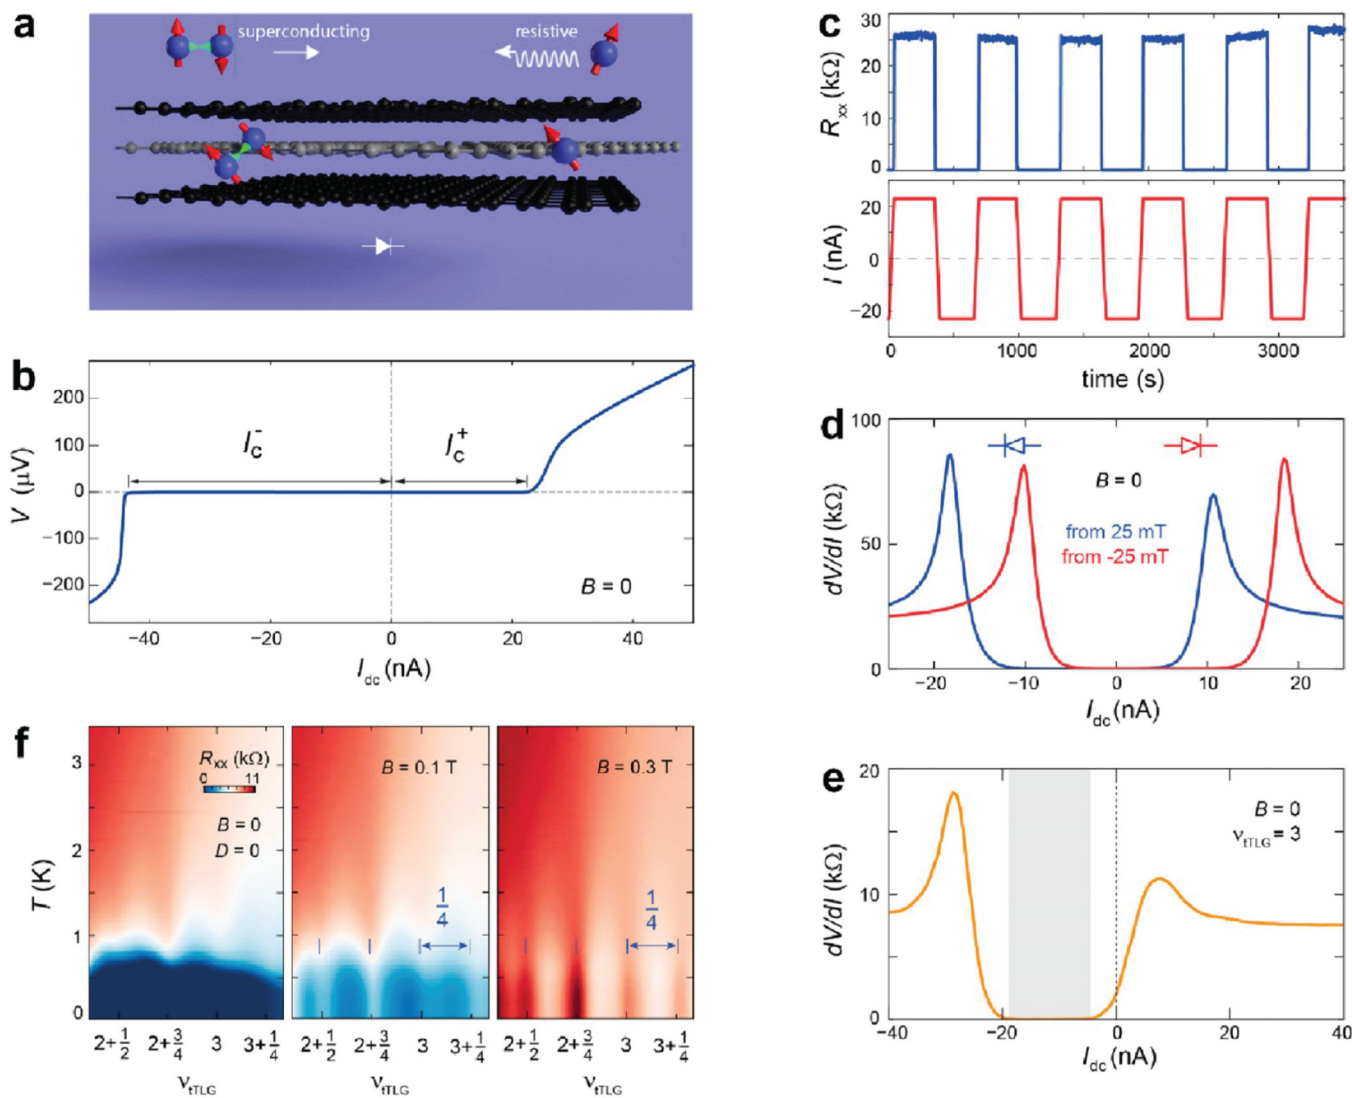 a
superconducting
resistive
b
V (μV)
200
100
0
−100
−200
I_c^-
I_c^+
B = 0
−40
−20
0
20
40
I_dc (nA)
c
R_xx (kΩ)
30
20
10
0
I (nA)
20
0
−20
0
1000
2000
3000
time (s)
d
dV/dI (kΩ)
100
50
0
B = 0
from 25 mT
from -25 mT
−20
−10
0
10
20
I_dc (nA)
f
T (K)
3
2
1
0
R_xx (kΩ)
0 11
B = 0
D = 0
2+1/2 2+3/4 3 3+1/4
ν_tTLG
B = 0.1 T
1/4
2+1/2 2+3/4 3 3+1/4
ν_tTLG
B = 0.3 T
1/4
2+1/2 2+3/4 3 3+1/4
ν_tTLG
e
dV/dI (kΩ)
20
10
0
B = 0
ν_tTLG = 3
−40
−20
0
20
40
I_dc (nA)